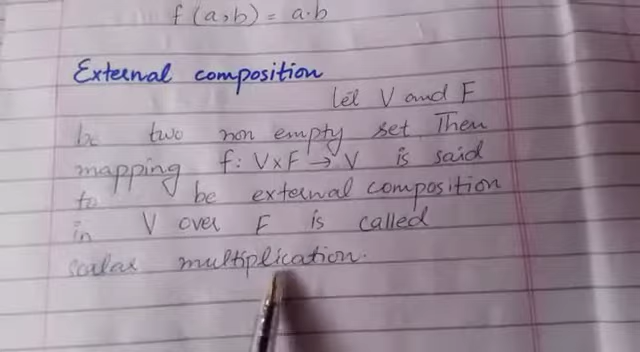 f(a,b) = a.b
External composition
Let V and F
be two non empty set. Then
mapping f: V×F → V is said
to be external composition
in V over F is called
scalar multiplication.